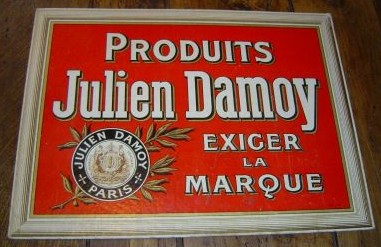 PRODUITS
Julien Damoy
EXIGER
LA
MARQUE
JULIEN DAMOY
PARIS